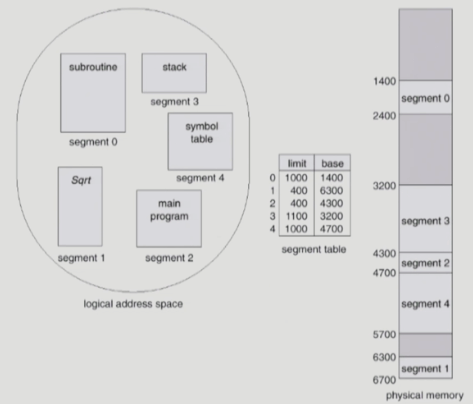 subroutine
segment 0
stack
segment 3
symbol
table
segment 4
Sqrt
segment 1
main
program
segment 2
logical address space
limit base
0 1000 1400
1 400 6300
2 400 4300
3 1100 3200
4 1000 4700
segment table
1400
segment 0
2400
3200
segment 3
4300
segment 2
4700
segment 4
5700
6300
segment 1
6700
physical memory